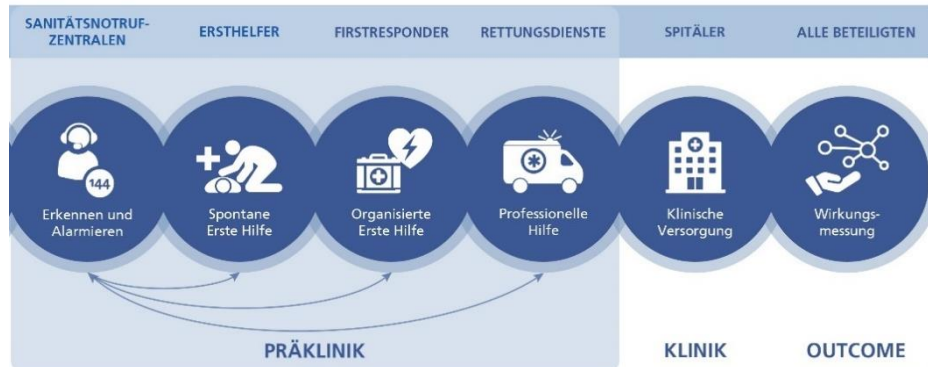 SANITÄTSNOTRUF-
ZENTRALEN
ERSTHELFER
FIRSTRESPONDER
RETTUNGSDIENSTE
SPITÄLER
ALLE BETEILIGTEN
144
Erkennen und
Alarmieren
Spontane
Erste Hilfe
Organisierte
Erste Hilfe
Professionelle
Hilfe
Klinische
Versorgung
Wirkungs-
messung
PRÄKLINIK
KLINIK
OUTCOME